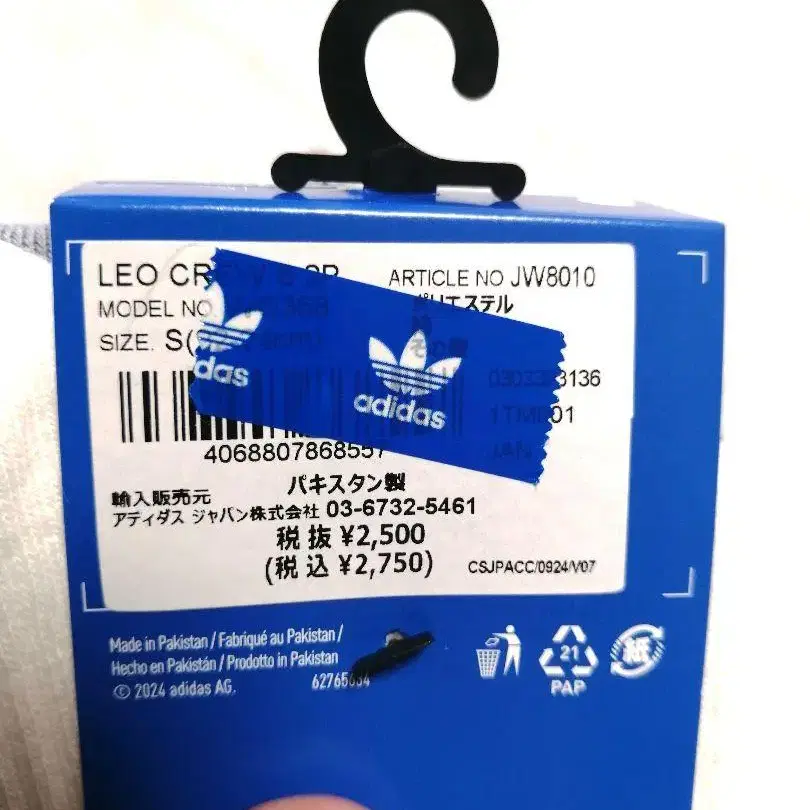 LEO CREW S 2P ARTICLE NO JW8010
MODEL NO. ポリエステル
SIZE. S(
adidas
adidas
136
4068807868557
パキスタン製
輸入販売元
アディダス ジャパン株式会社 03-6732-5461
税 抜 ¥2,500
(税 込 ¥2,750)
CSJPACC/0924/V07
Made in Pakistan / Fabriqué au Pakistan /
Hecho en Pakistán / Prodotto in Pakistan
© 2024 adidas AG.
21
PAP
紙